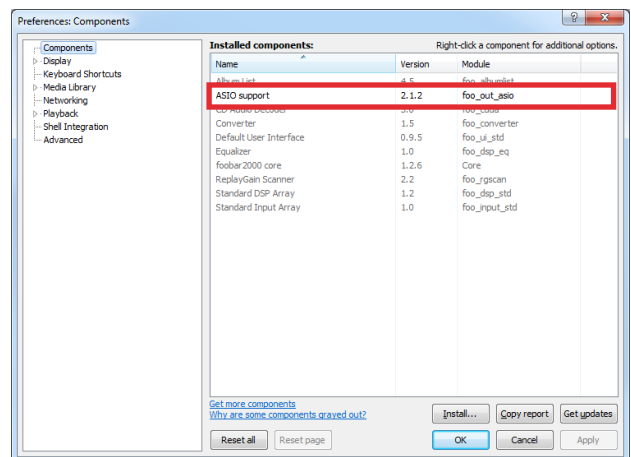 Preferences: Components
Components
Display
Keyboard Shortcuts
Media Library
Networking
Playback
Shell Integration
Advanced
Installed components: Right-click a component for additional options.
Name Version Module
Album List 4.5 foo_albumlist
ASIO support 2.1.2 foo_out_asio
CD Audio Decoder 3.0 foo_cdda
Converter 1.5 foo_converter
Default User Interface 0.9.5 foo_ui_std
Equalizer 1.0 foo_dsp_eq
foobar2000 core 1.2.6 Core
ReplayGain Scanner 2.2 foo_rgscan
Standard DSP Array 1.2 foo_dsp_std
Standard Input Array 1.0 foo_input_std
Get more components
Why are some components grayed out?
Install... Copy report Get updates
Reset all Reset page OK Cancel Apply